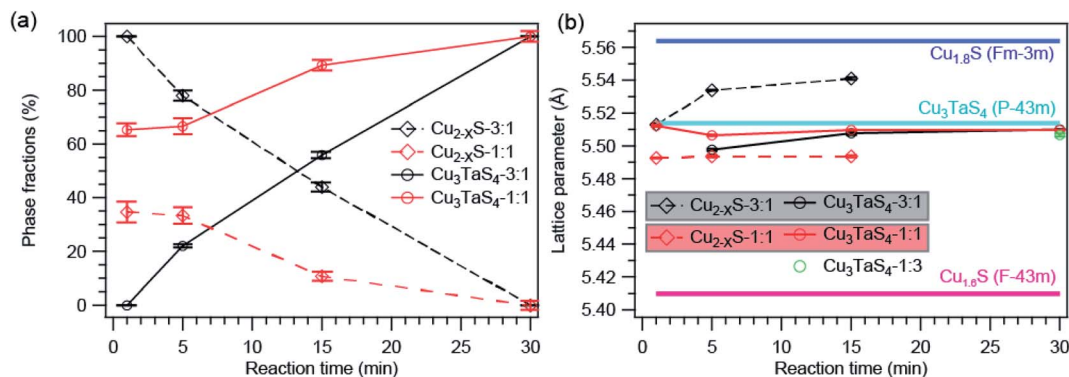 (a)
100
80
60
40
20
0
Phase fractions (%)
Cu2-XS-3:1
Cu2-XS-1:1
Cu3TaS4-3:1
Cu3TaS4-1:1
0
5
10
15
20
25
30
Reaction time (min)
(b)
5.56
5.54
5.52
5.50
5.48
5.46
5.44
5.42
5.40
Lattice parameter (Å)
Cu1.8S (Fm-3m)
Cu3TaS4 (P-43m)
Cu2-XS-3:1 Cu3TaS4-3:1
Cu2-XS-1:1 Cu3TaS4-1:1
Cu3TaS4-1:3
Cu1.8S (F-43m)
0
5
10
15
20
25
30
Reaction time (min)